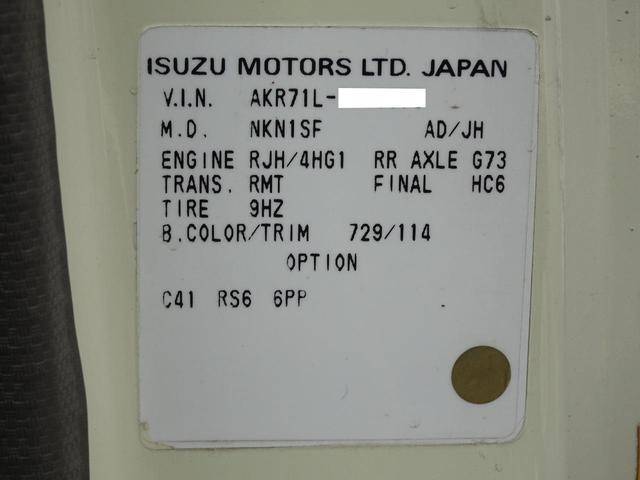 ISUZU MOTORS LTD. JAPAN
V.I.N. AKR71L-
M.D. NKN1SF AD/JH
ENGINE RJH/4HG1 RR AXLE G73
TRANS. RMT FINAL HC6
TIRE 9HZ
B.COLOR/TRIM 729/114
OPTION
C41 RS6 6PP